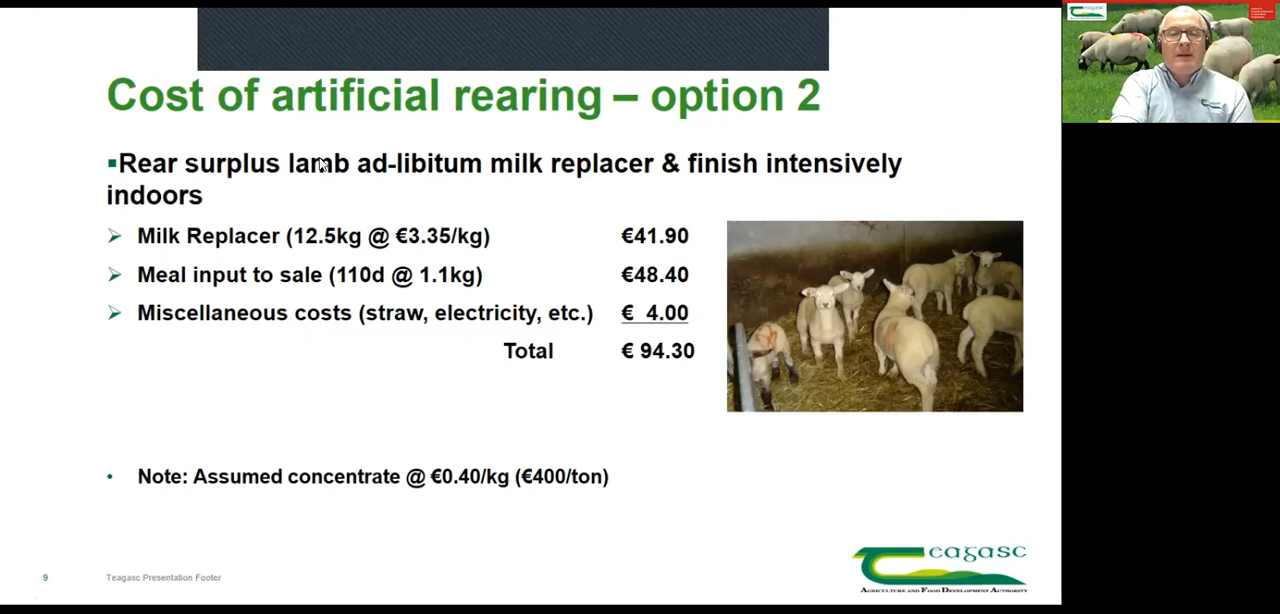 Cost of artificial rearing – option 2
▪Rear surplus lamb ad-libitum milk replacer & finish intensively
indoors
➢ Milk Replacer (12.5kg @ €3.35/kg) €41.90
➢ Meal input to sale (110d @ 1.1kg) €48.40
➢ Miscellaneous costs (straw, electricity, etc.) € 4.00
Total € 94.30
• Note: Assumed concentrate @ €0.40/kg (€400/ton)
9 Teagasc Presentation Footer
Teagasc
Agriculture and Food Development Authority
Teagasc